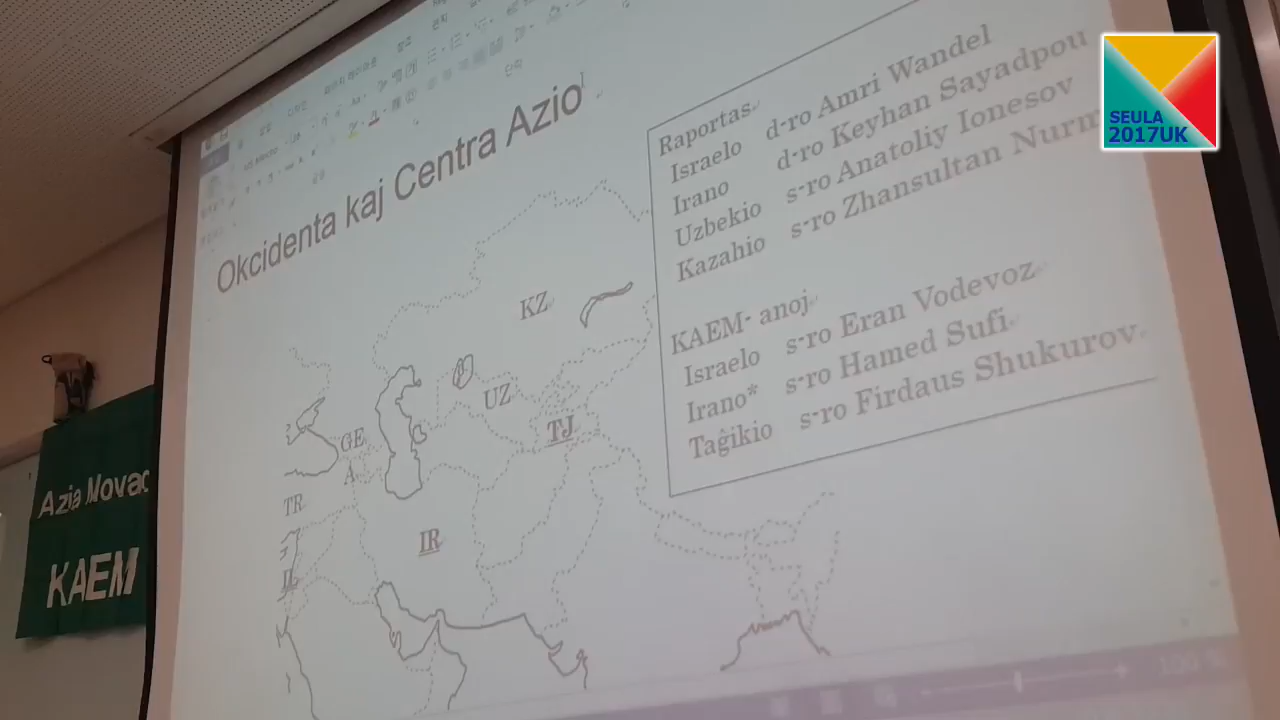 Okcidenta kaj Centra Azio
Raportas
Israelo d-ro Amri Wandel
Irano d-ro Keyhan Sayadpou
Uzbekio s-ro Anatoliy Ionesov
Kazahio s-ro Zhansultan Nurm
KAEM- anoj
Israelo s-ro Eran Vodevoz
Irano* s-ro Hamed Sufi
Taĝikio s-ro Firdaus Shukurov
KZ
UZ
TJ
GE
A
TR
IR
IL
Azia Movad
KAEM
SEULA
2017UK